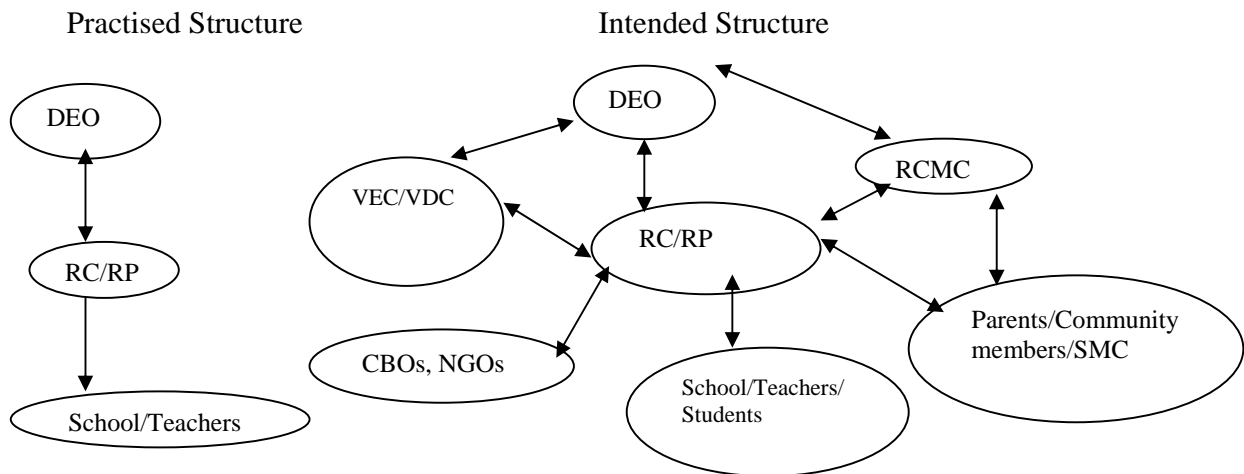 Practised Structure
Intended Structure
DEO
RC/RP
School/Teachers
DEO
RCMC
VEC/VDC
RC/RP
CBOs, NGOs
School/Teachers/
Students
Parents/Community
members/SMC